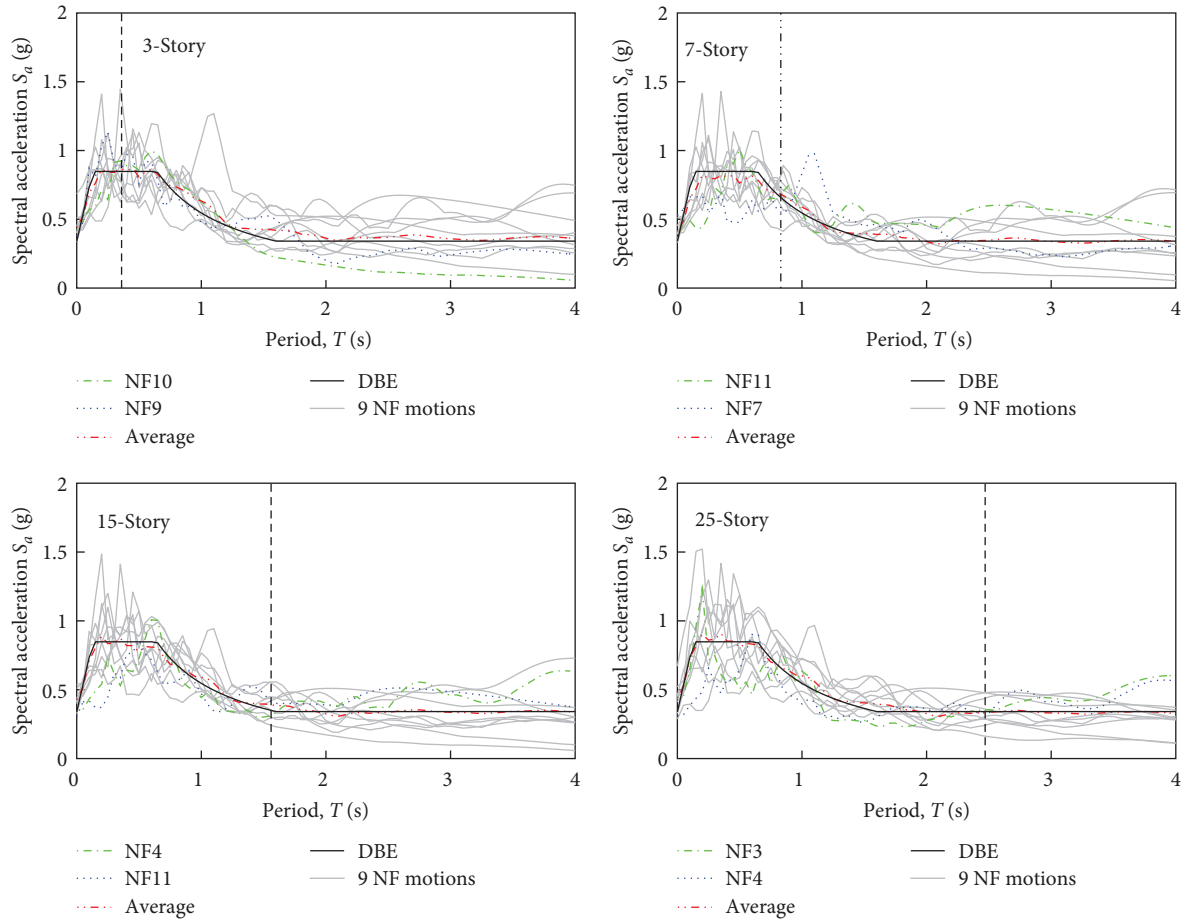 2
1.5
1
0.5
0
Spectral acceleration Sa (g)
3-Story
0 1 2 3 4
Period, T (s)
NF10
NF9
Average
DBE
9 NF motions
2
1.5
1
0.5
0
Spectral acceleration Sa (g)
7-Story
0 1 2 3 4
Period, T (s)
NF11
NF7
Average
DBE
9 NF motions
2
1.5
1
0.5
0
Spectral acceleration Sa (g)
15-Story
0 1 2 3 4
Period, T (s)
NF4
NF11
Average
DBE
9 NF motions
2
1.5
1
0.5
0
Spectral acceleration Sa (g)
25-Story
0 1 2 3 4
Period, T (s)
NF3
NF4
Average
DBE
9 NF motions